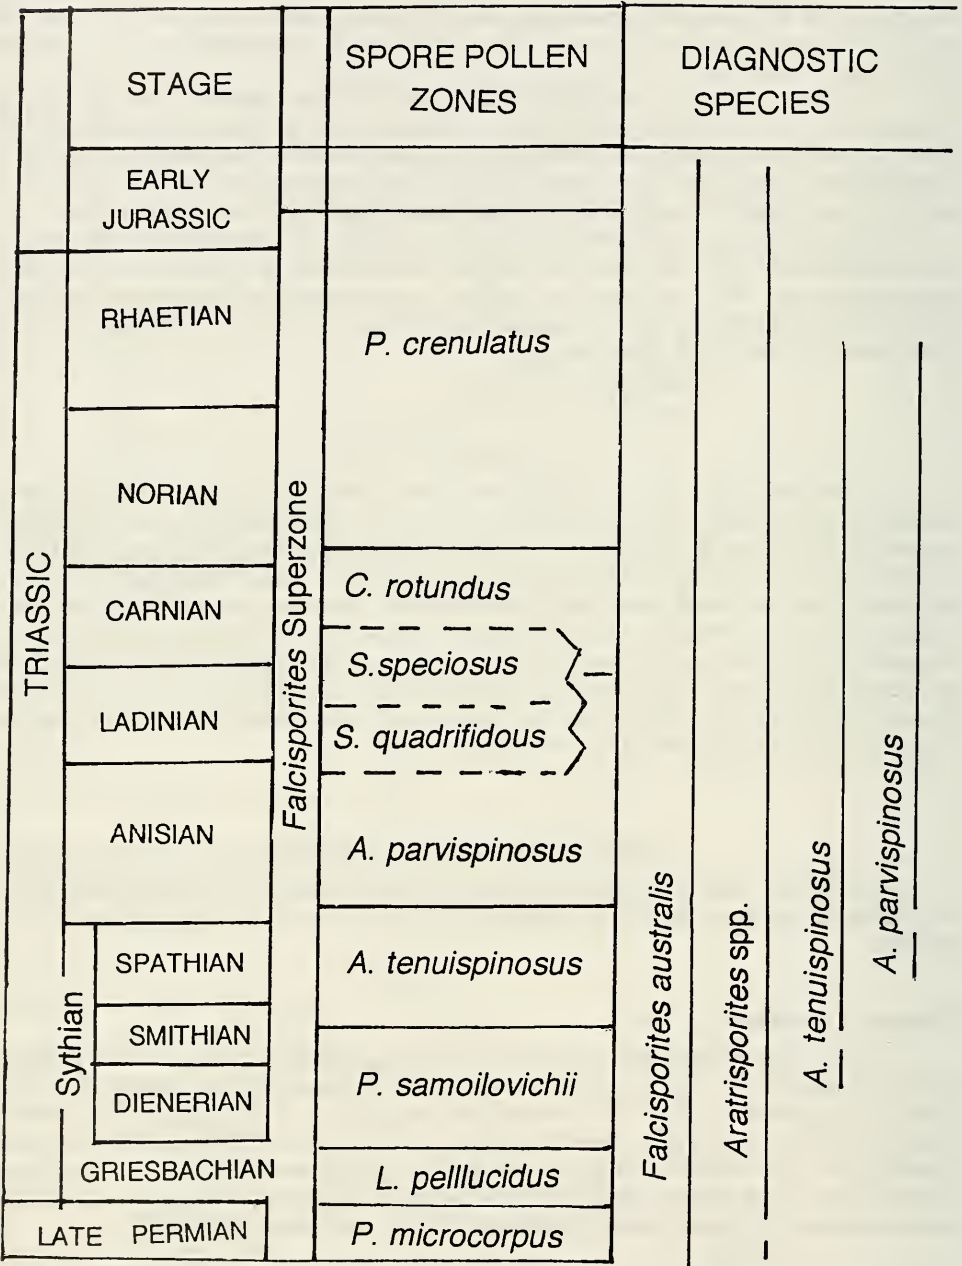 STAGE
SPORE POLLEN
ZONES
DIAGNOSTIC
SPECIES
EARLY
JURASSIC
TRIASSIC
RHAETIAN
NORIAN
CARNIAN
LADINIAN
ANISIAN
Sythian
SPATHIAN
SMITHIAN
DIENERIAN
GRIESBACHIAN
LATE PERMIAN
Falcisporites Superzone
P. crenulatus
C. rotundus
S.speciosus
S. quadrifidous
A. parvispinosus
A. tenuispinosus
P. samoilovichii
L. pelllucidus
P. microcorpus
Falcisporites australis
Aratrisporites spp.
A. tenuispinosus
A. parvispinosus